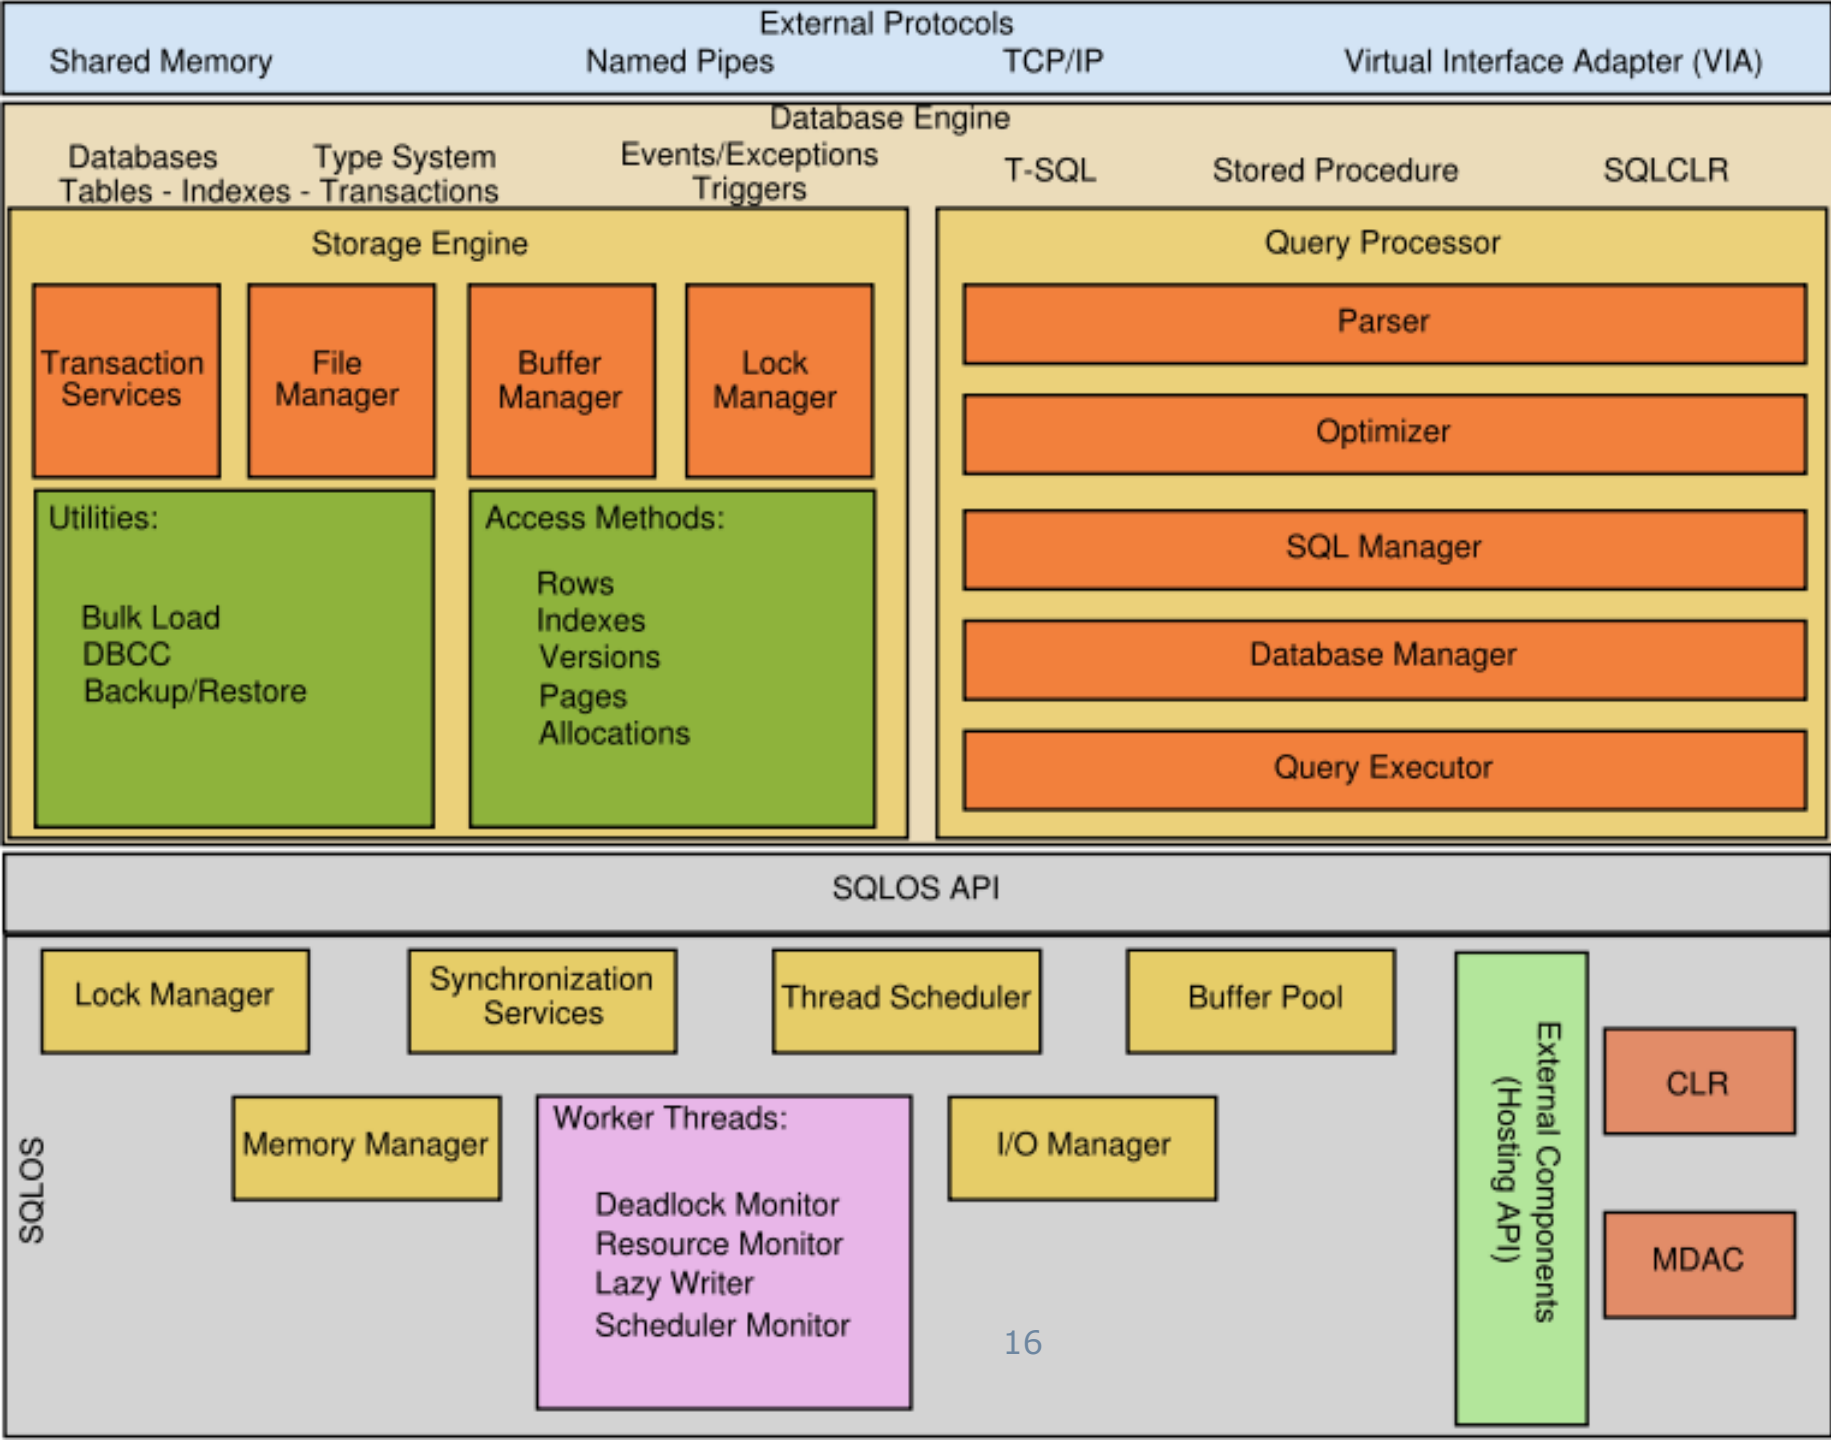 External Protocols
Shared Memory Named Pipes TCP/IP Virtual Interface Adapter (VIA)
Database Engine
Databases Type System
Tables - Indexes - Transactions
Events/Exceptions
Triggers
T-SQL Stored Procedure SQLCLR
Storage Engine
Transaction
Services
File
Manager
Buffer
Manager
Lock
Manager
Utilities:
Bulk Load
DBCC
Backup/Restore
Access Methods:
Rows
Indexes
Versions
Pages
Allocations
Query Processor
Parser
Optimizer
SQL Manager
Database Manager
Query Executor
SQLOS API
SQLOS
Lock Manager
Synchronization
Services
Thread Scheduler
Buffer Pool
Memory Manager
Worker Threads:
Deadlock Monitor
Resource Monitor
Lazy Writer
Scheduler Monitor
I/O Manager
External Components
(Hosting API)
CLR
MDAC
16